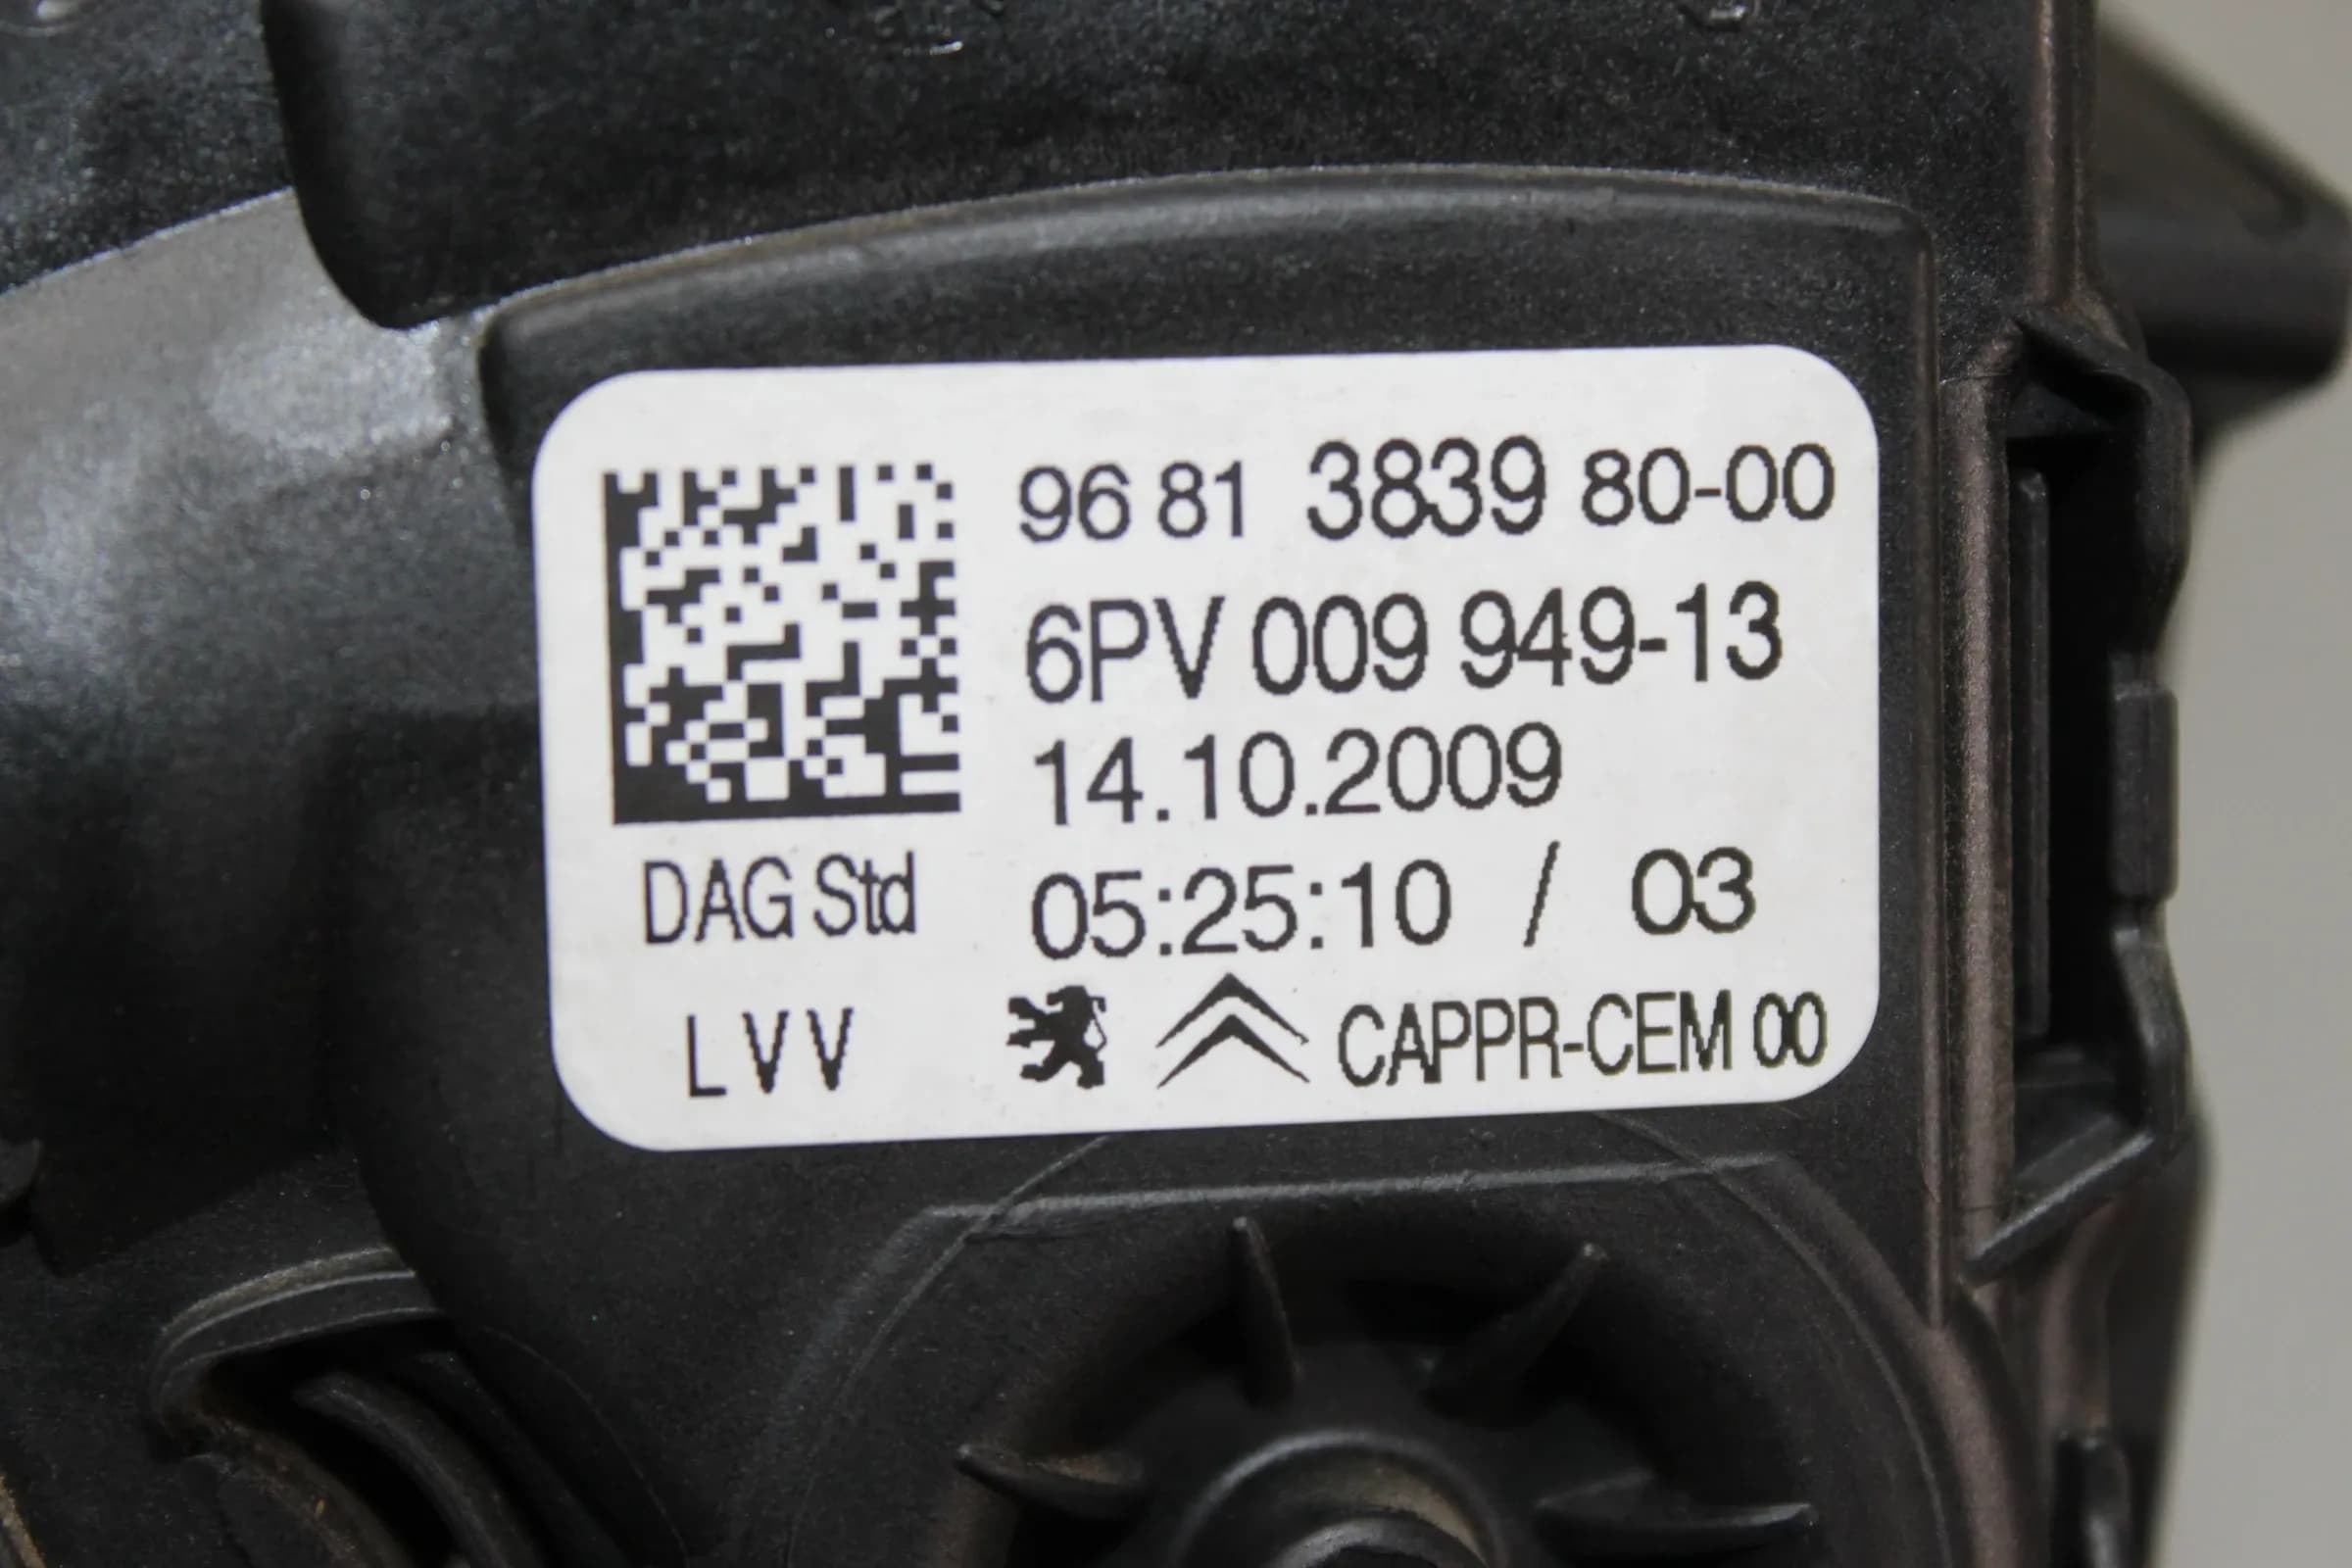 96 81 3839 80-00
6PV 009 949-13
14.10.2009
DAG Std 05:25:10 / 03
LVV CAPPR-CEM 00